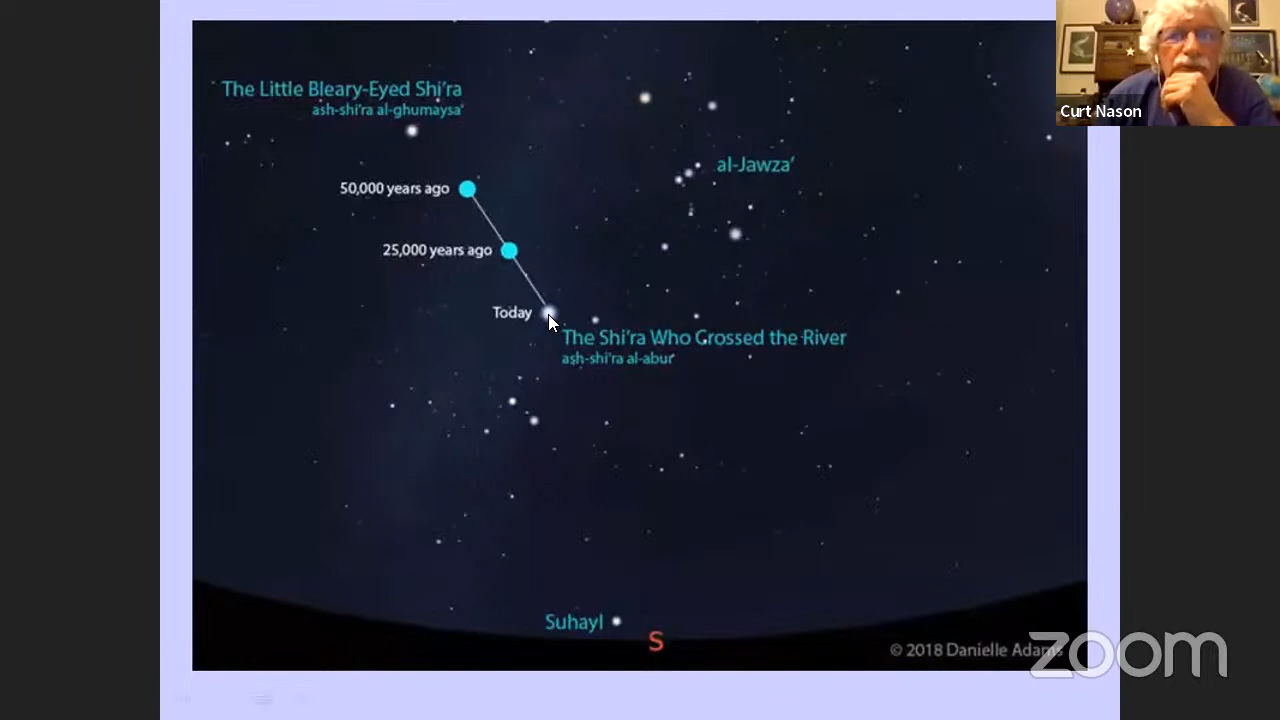 The Little Bleary-Eyed Shi'ra
ash-shi'ra al-ghumaysa'
Curt Nason
al-Jawza'
50,000 years ago
25,000 years ago
Today
The Shi'ra Who Crossed the River
ash-shi'ra al-abur
Suhayl
S
© 2018 Danielle Adams
zoom